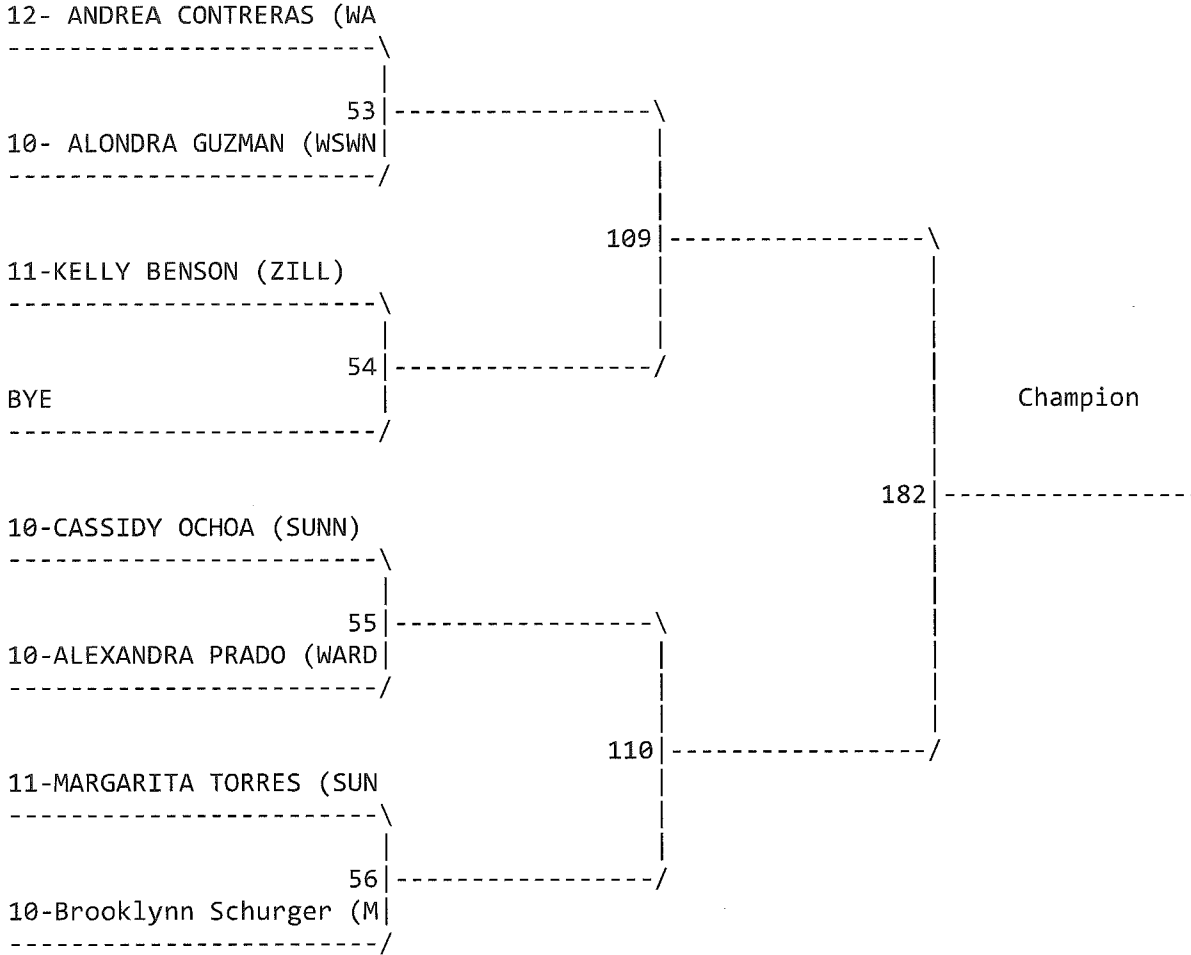 12- ANDREA CONTRERAS (WA
53
10- ALONDRA GUZMAN (WSWN
109
11-KELLY BENSON (ZILL)
54
BYE
Champion
182
10-CASSIDY OCHOA (SUNN)
55
10-ALEXANDRA PRADO (WARD
110
11-MARGARITA TORRES (SUN
56
10-Brooklynn Schurger (M